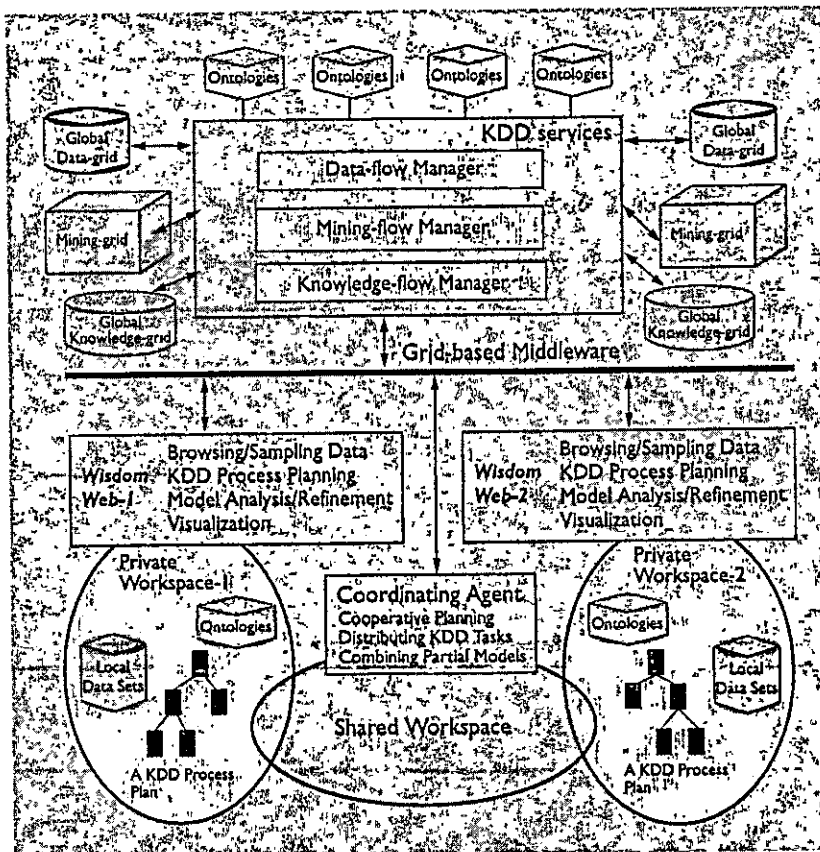 Ontologies
Ontologies
Ontologies
Ontologies
KDD services
Global
Data-grid
Global
Data-grid
Data-flow Manager
Mining-grid
Mining-flow Manager
Mining-grid
Knowledge-flow Manager
Global
Knowledge-grid
Global
Knowledge-grid
Grid-based Middleware
Browsing/Sampling Data
Wisdom KDD Process Planning
Web-1 Model Analysis/Refinement
Visualization
Browsing/Sampling Data
Wisdom KDD Process Planning
Web-2 Model Analysis/Refinement
Visualization
Private
Workspace-1
Ontologies
Local
Data Sets
A KDD Process
Plan
Coordinating Agent
Cooperative Planning
Distributing KDD Tasks
Combining Partial Models
Shared Workspace
Private
Workspace-2
Ontologies
Local
Data Sets
A KDD Process
Plan